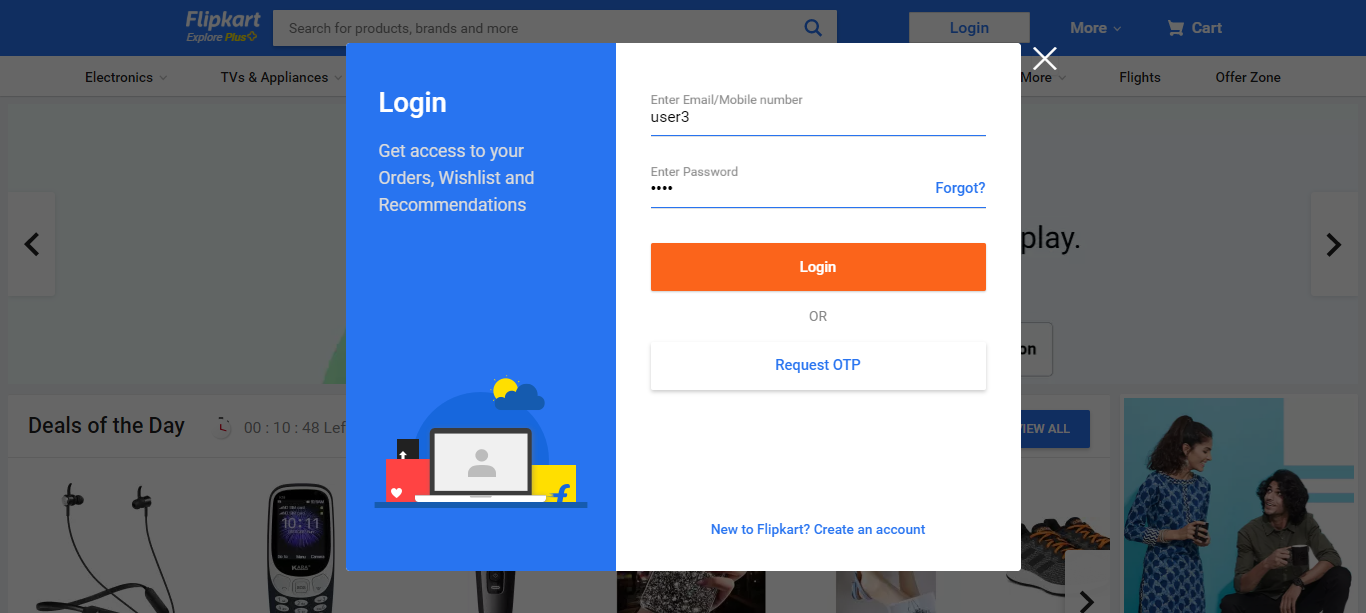 Flipkart
Explore Plus
Search for products, brands and more
Login
More
Cart
Electronics
TVs & Appliances
More
Flights
Offer Zone
Login
Get access to your
Orders, Wishlist and
Recommendations
Enter Email/Mobile number
user3
Enter Password
••••
Forgot?
Login
OR
Request OTP
New to Flipkart? Create an account
play.
on
Deals of the Day
00 : 10 : 48 Lef
VIEW ALL
10:11